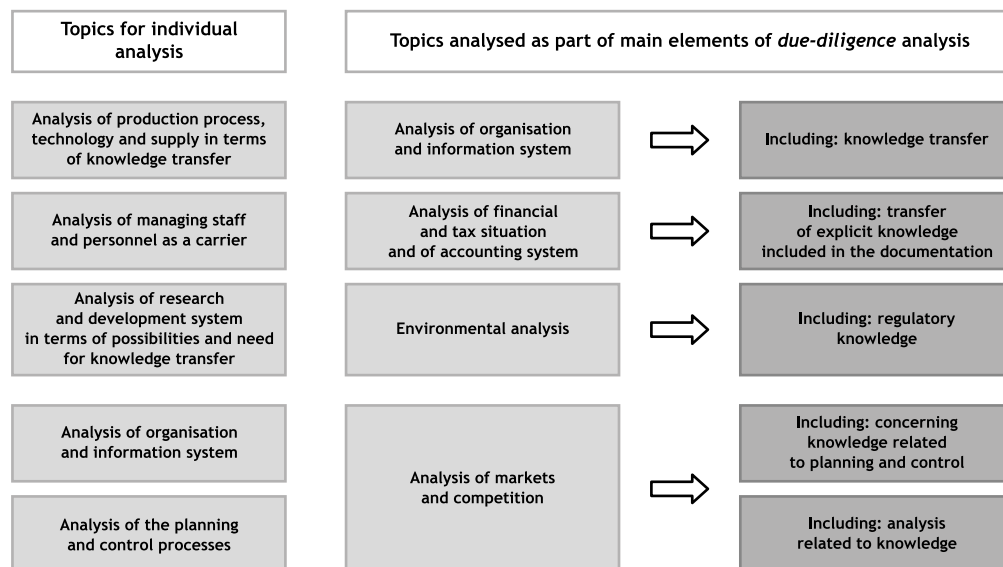 Topics for individual
analysis
Topics analysed as part of main elements of due-diligence analysis
Analysis of production process,
technology and supply in terms
of knowledge transfer
Analysis of organisation
and information system
Including: knowledge transfer
Analysis of managing staff
and personnel as a carrier
Analysis of financial
and tax situation
and of accounting system
Including: transfer
of explicit knowledge
included in the documentation
Analysis of research
and development system
in terms of possibilities and need
for knowledge transfer
Environmental analysis
Including: regulatory
knowledge
Analysis of organisation
and information system
Analysis of markets
and competition
Including: concerning
knowledge related
to planning and control
Analysis of the planning
and control processes
Including: analysis
related to knowledge